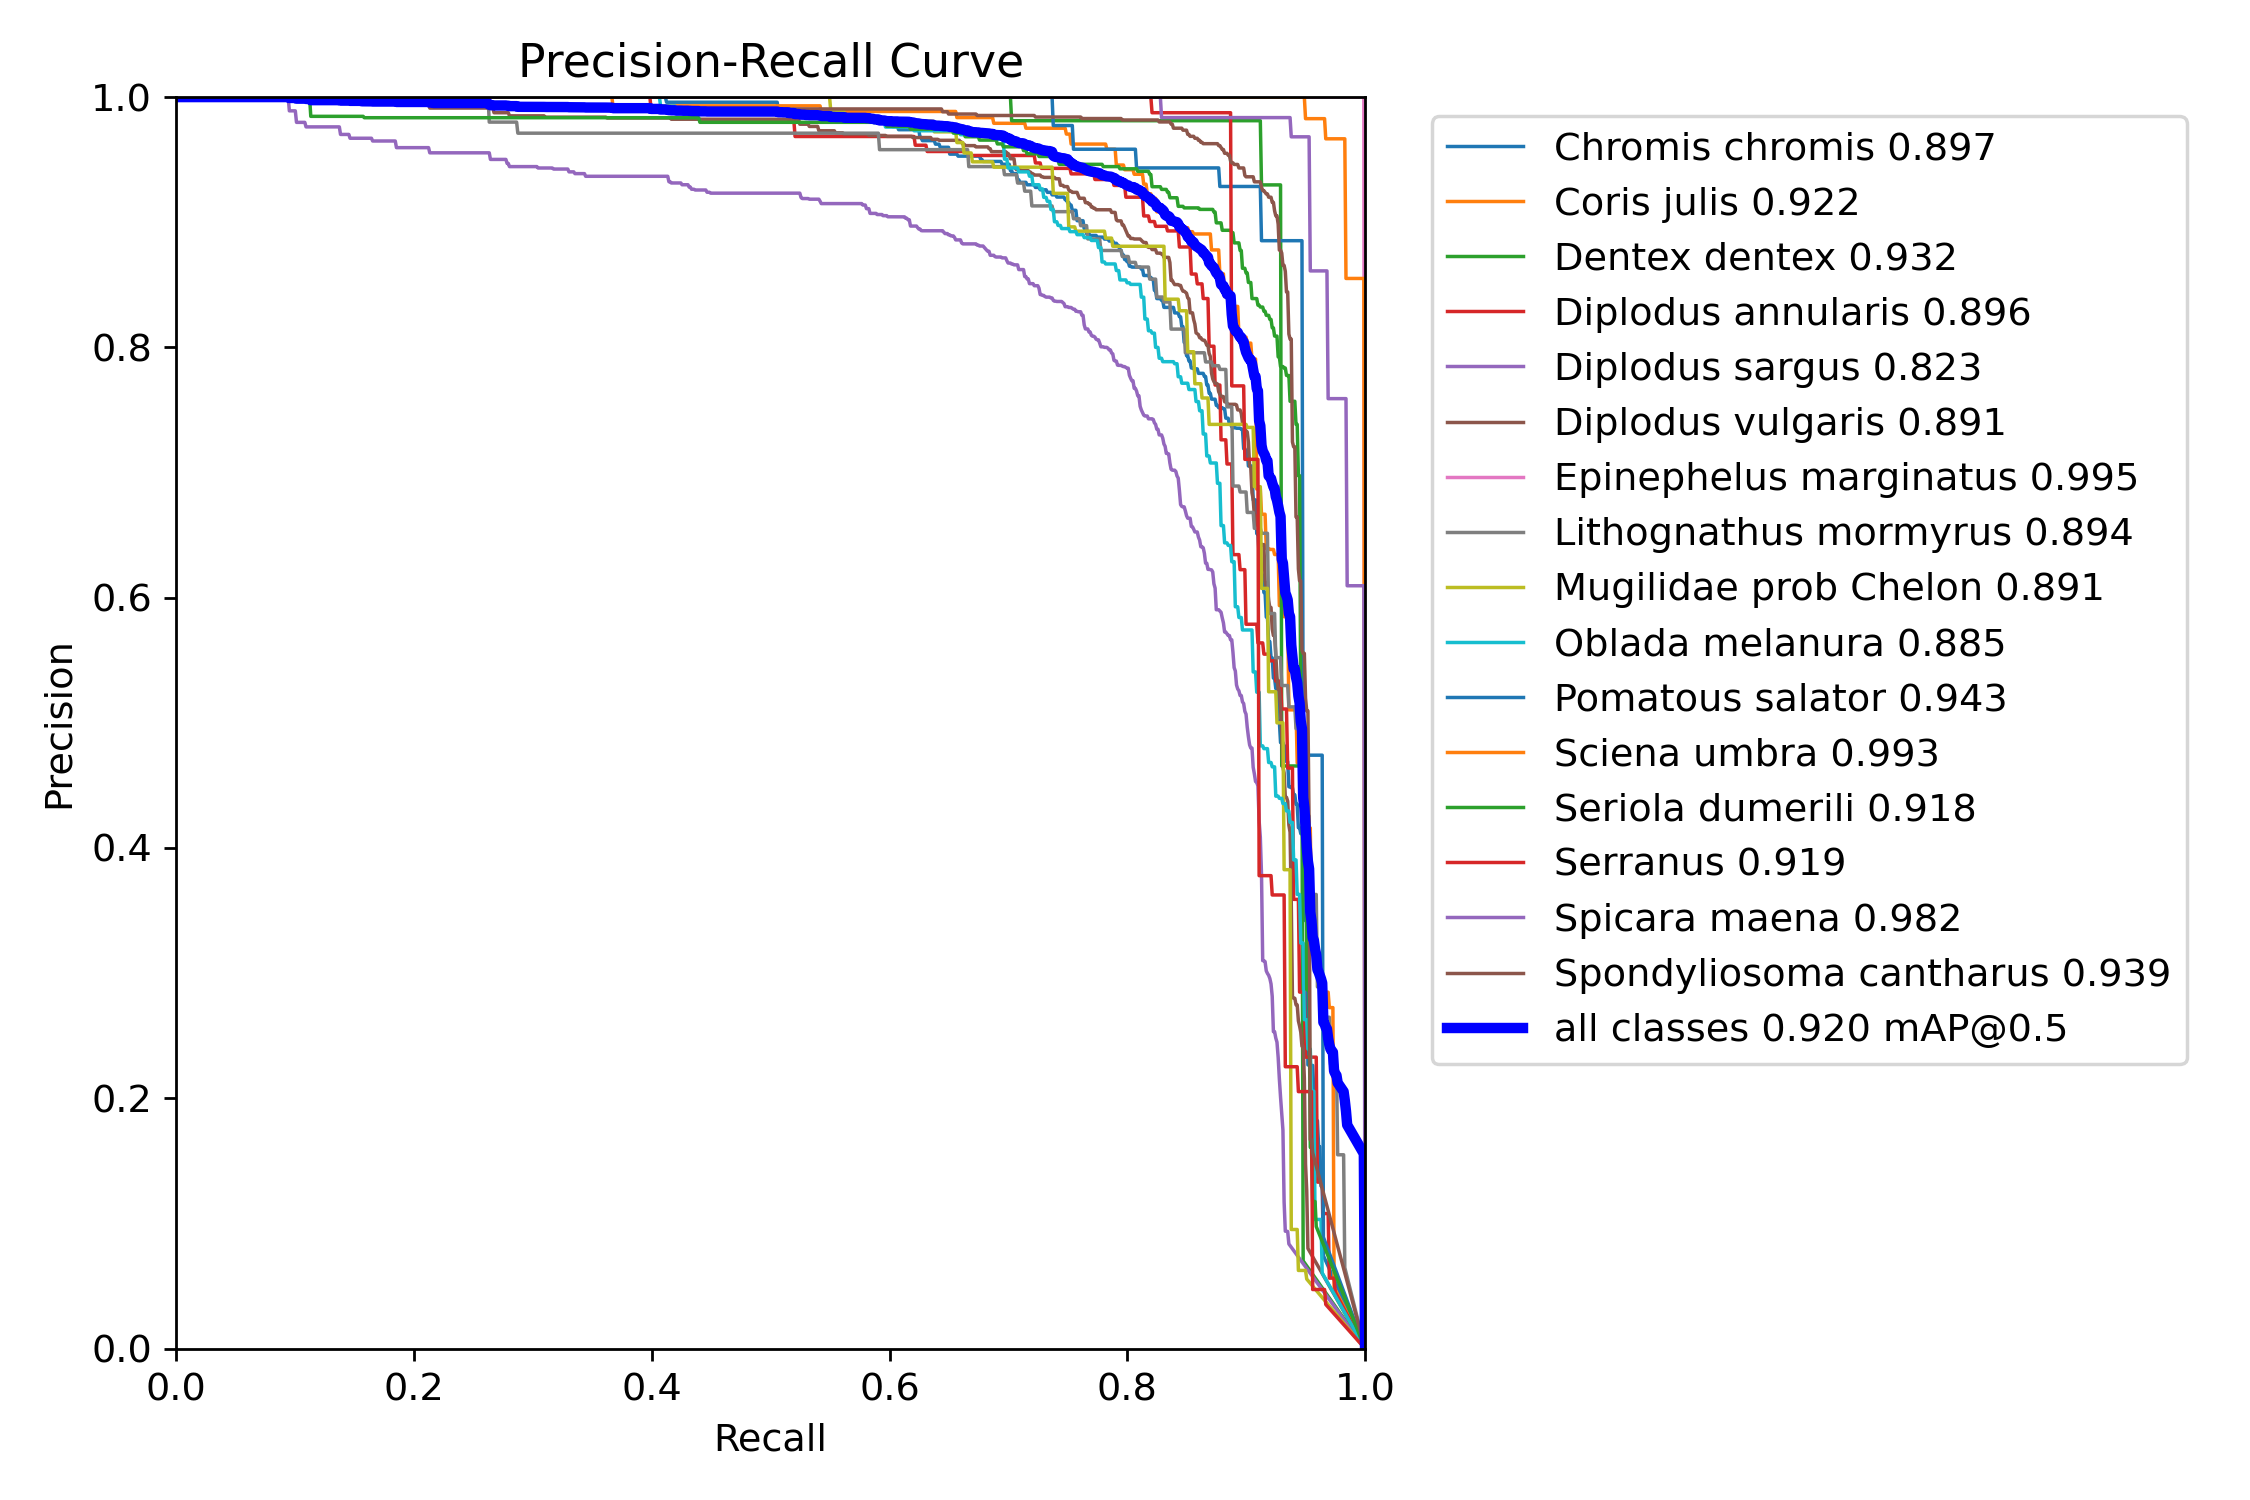 Precision-Recall Curve
1.0
0.8
0.6
0.4
0.2
0.0
Precision
0.0 0.2 0.4 0.6 0.8 1.0
Recall
Chromis chromis 0.897
Coris julis 0.922
Dentex dentex 0.932
Diplodus annularis 0.896
Diplodus sargus 0.823
Diplodus vulgaris 0.891
Epinephelus marginatus 0.995
Lithognathus mormyrus 0.894
Mugilidae prob Chelon 0.891
Oblada melanura 0.885
Pomatous salator 0.943
Sciena umbra 0.993
Seriola dumerili 0.918
Serranus 0.919
Spicara maena 0.982
Spondyliosoma cantharus 0.939
all classes 0.920 mAP@0.5